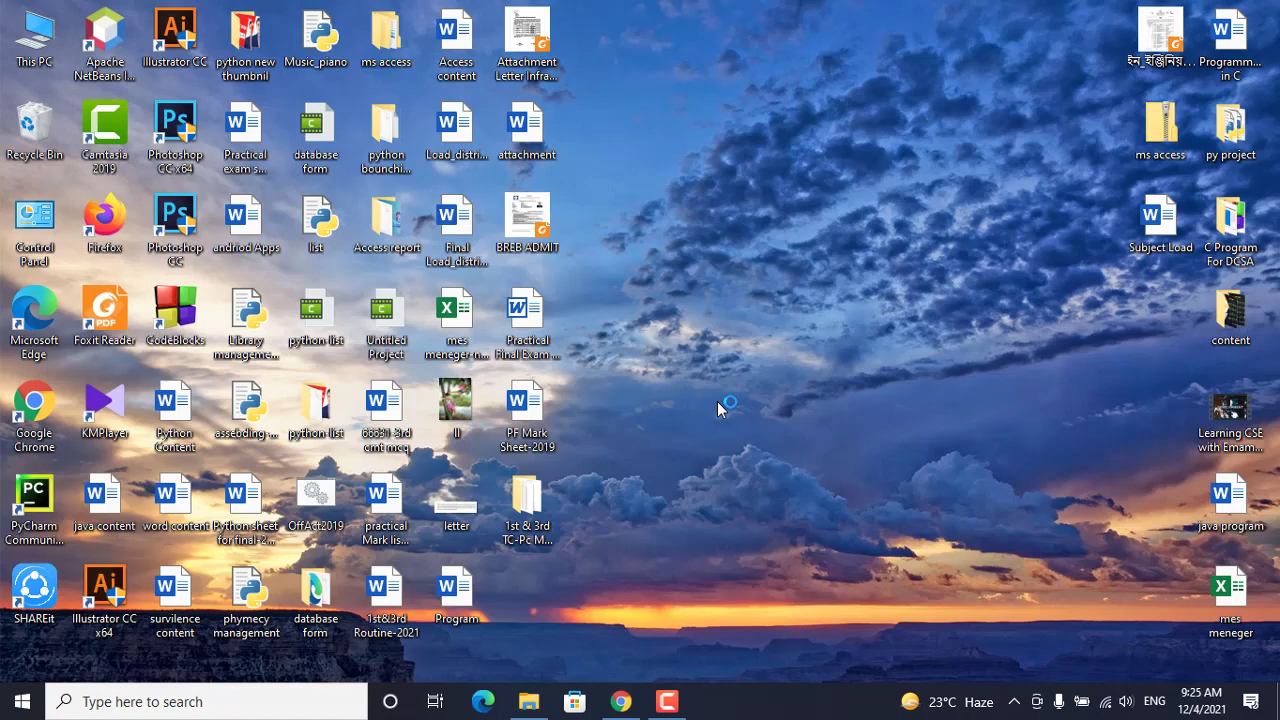 This PC
Apache
NetBeans I...
Illustrator CC
python new
thumbnil
Music_piano
ms access
Access
content
Attachment
Letter Infra...
ইন_ইঞ্জিনিয়...
Programm...
in C
Recycle Bin
Camtasia
2019
Photoshop
CC x64
Practical
exam s...
database
form
python
bounchi...
Load_distri...
attachment
ms access
py project
Control
Panel
Firefox
Photoshop
CC
andriod Apps
list
Access report
Final
Load_distri...
BREB ADMIT
Subject Load
C Program
For DCSA
Microsoft
Edge
Foxit Reader
CodeBlocks
Library
manageme...
python-list
Untitled
Project
mes
meneger-n...
Practical
Final Exam ...
content
Google
Chrome
KMPlayer
Python
Content
assebding-...
python-list
66631-3rd
cmt mcq
II
PF Mark
Sheet-2019
Learning CSE
with Emam...
PyCharm
Communi...
java content
word content
Python sheet
for final-2...
OffAct2019
practical
Mark lis...
letter
1st & 3rd
TC-Pc M...
java program
SHAREit
Illustrator CC
x64
survilence
content
phymecy
management
database
form
1st&3rd
Routine-2021
Program
mes
meneger
Type here to search
23°C Haze
ENG
9:25 AM
12/4/2021